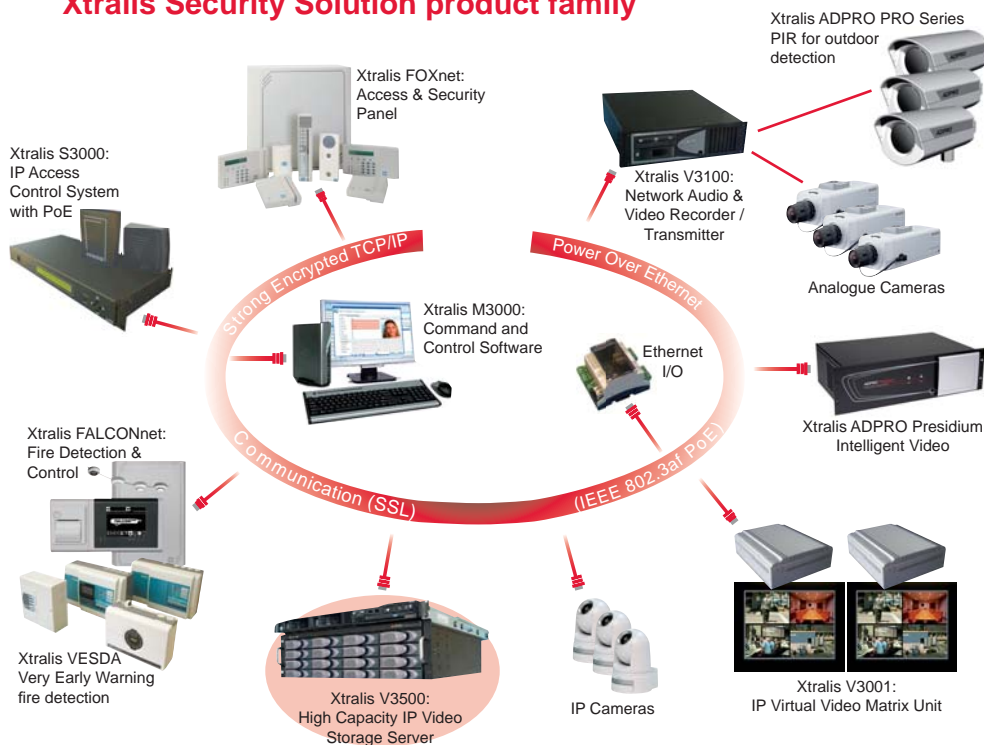 Xtralis Security Solution product family
Xtralis ADPRO PRO Series
PIR for outdoor
detection
Xtralis FOXnet:
Access & Security
Panel
Xtralis S3000:
IP Access
Control System
with PoE
Xtralis V3100:
Network Audio &
Video Recorder /
Transmitter
ADPRO
ADPRO
ADPRO
Analogue Cameras
Strong Encrypted TCP/IP
Power Over Ethernet
Xtralis M3000:
Command and
Control Software
Ethernet
I/O
ADPRO
Xtralis ADPRO Presidium
Intelligent Video
Xtralis FALCONnet:
Fire Detection &
Control
Communication (SSL)
(IEEE 802.3af PoE)
Xtralis VESDA
Very Early Warning
fire detection
Xtralis V3500:
High Capacity IP Video
Storage Server
IP Cameras
Xtralis V3001:
IP Virtual Video Matrix Unit